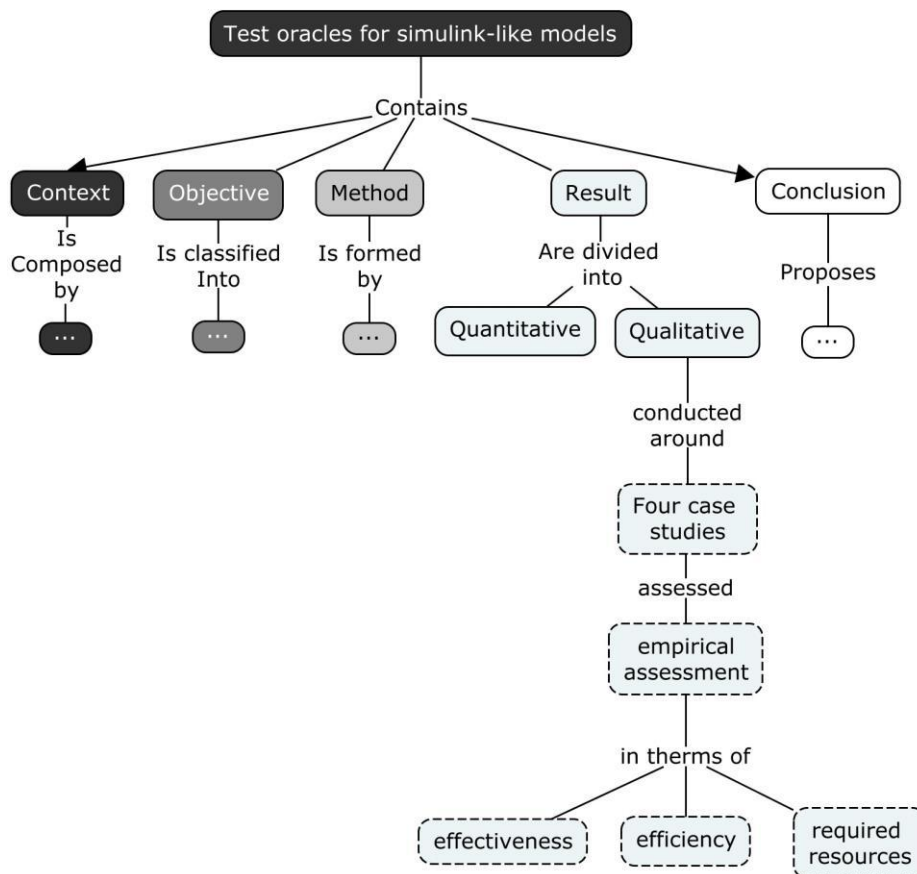 Test oracles for simulink-like models
Contains
Context
Objective
Method
Result
Conclusion
Is
Composed
by
Is classified
Into
Is formed
by
Are divided
into
Proposes
...
...
...
Quantitative
Qualitative
...
conducted
around
Four case
studies
assessed
empirical
assessment
in therms of
effectiveness
efficiency
required
resources